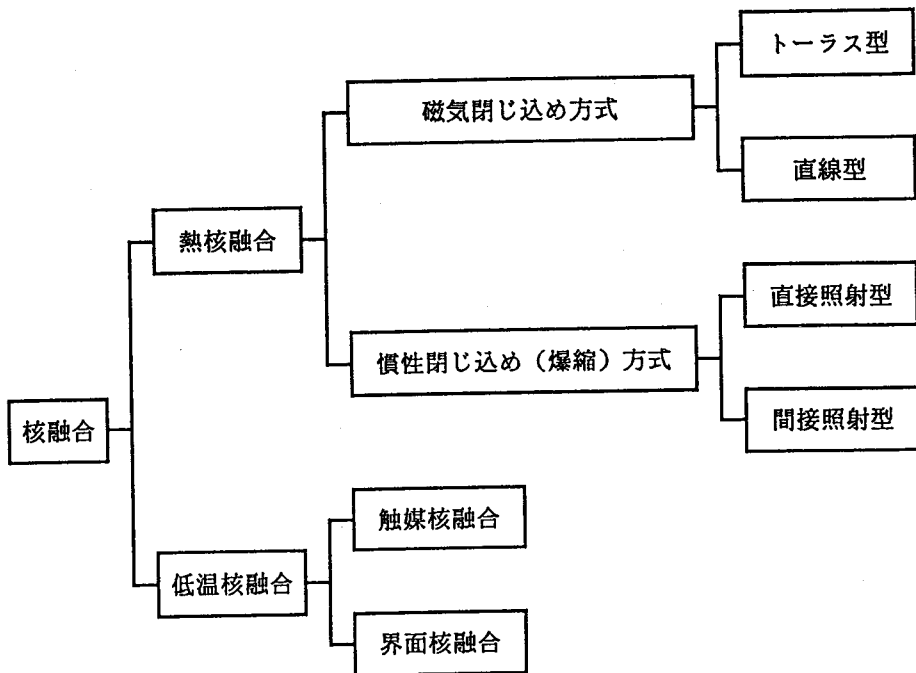 トーラス型
磁気閉じ込め方式
直線型
熱核融合
直接照射型
慣性閉じ込め（爆縮）方式
間接照射型
核融合
触媒核融合
低温核融合
界面核融合